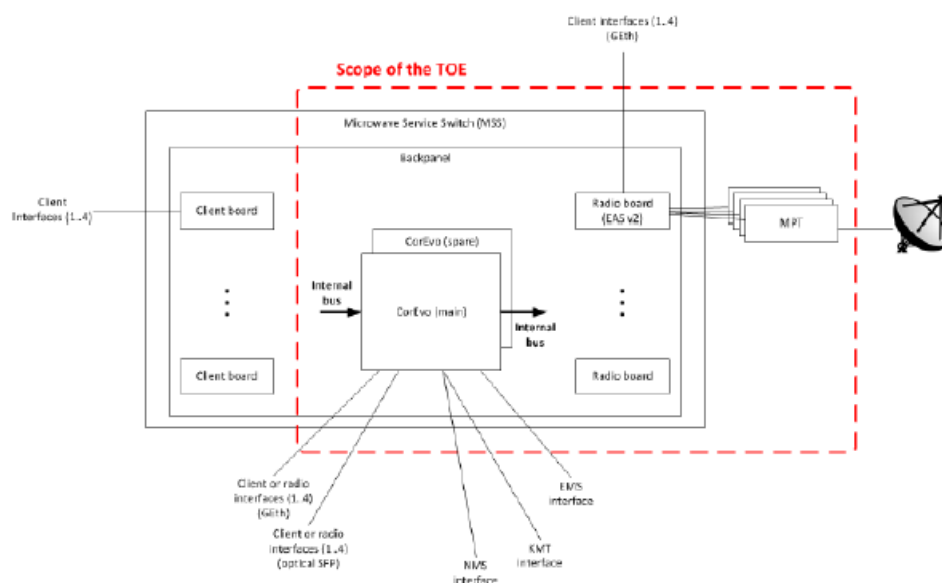 Client interfaces (1..4)
(GEth)
Scope of the TOE
Microwave Service Switch (MSS)
Backpanel
Client
Interfaces (1..4)
Client board
Radio board
(EAS v2)
MPT
CorEvo (spare)
Internal
bus
CorEvo (main)
Internal
bus
Client board
Radio board
Client or radio
interfaces (1..4)
(GEth)
EMS
interface
Client or radio
interfaces (1..4)
(optical SFP)
KMT
interface
NMS
interface